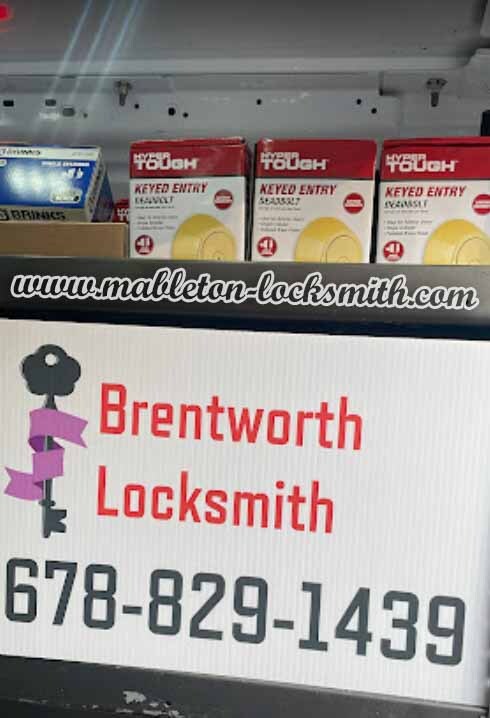 BRINKS
BRINKS
HYPER
TOUGH
KEYED ENTRY
DEADBOLT
HYPER
TOUGH
KEYED ENTRY
DEADBOLT
HYPER
TOUGH
KEYED ENTRY
DEADBOLT
www.mableton-locksmith.com
Brentworth
Locksmith
678-829-1439